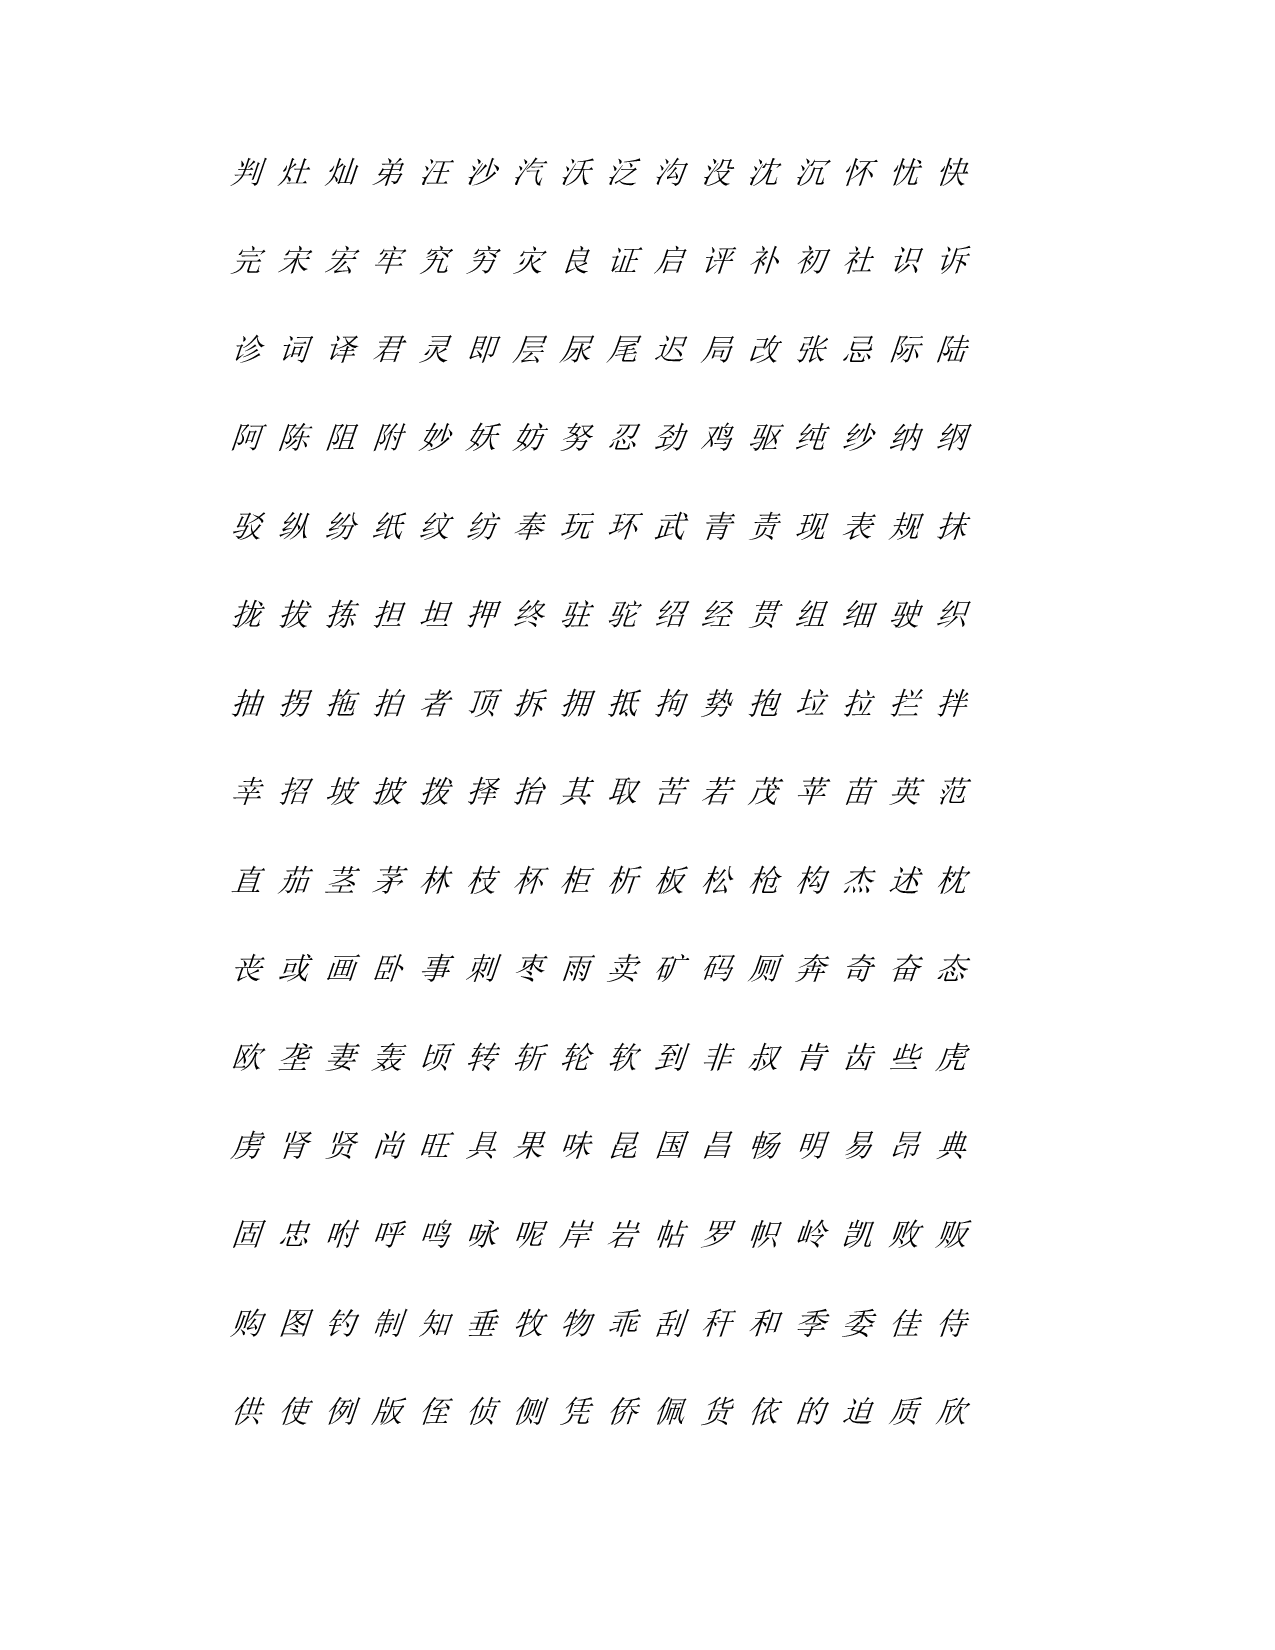 判 灶 灿 弟 汪 沙 汽 沃 泛 沟 没 沈 沉 怀 忧 快
完 宋 宏 牢 究 穷 灾 良 证 启 评 补 初 社 识 诉
诊 词 译 君 灵 即 层 尿 尾 迟 局 改 张 忌 际 陆
阿 陈 阻 附 妙 妖 妨 努 忍 劲 鸡 驱 纯 纱 纳 纲
驳 纵 纷 纸 纹 纺 奉 玩 环 武 青 责 现 表 规 抹
拢 拔 拣 担 坦 押 终 驻 驼 绍 经 贯 组 细 驶 织
抽 拐 拖 拍 者 顶 拆 拥 抵 拘 势 抱 垃 拉 拦 拌
幸 招 坡 披 拨 择 抬 其 取 苦 若 茂 苹 苗 英 范
直 茄 茎 茅 林 枝 杯 柜 析 板 松 枪 构 杰 述 枕
丧 或 画 卧 事 刺 枣 雨 卖 矿 码 厕 奔 奇 奋 态
欧 垄 妻 轰 顷 转 斩 轮 软 到 非 叔 肯 齿 些 虎
虏 肾 贤 尚 旺 具 果 味 昆 国 昌 畅 明 易 昂 典
固 忠 咐 呼 鸣 咏 呢 岸 岩 帖 罗 帜 岭 凯 败 贩
购 图 钓 制 知 垂 牧 物 乖 刮 秆 和 季 委 佳 侍
供 使 例 版 侄 侦 侧 凭 侨 佩 货 依 的 迫 质 欣